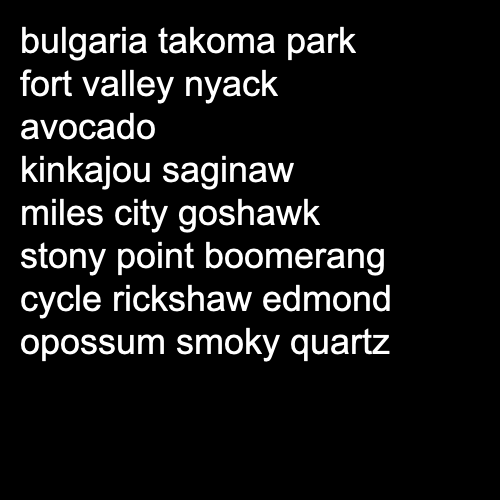 bulgaria takoma park
fort valley nyack
avocado
kinkajou saginaw
miles city goshawk
stony point boomerang
cycle rickshaw edmond
opossum smoky quartz